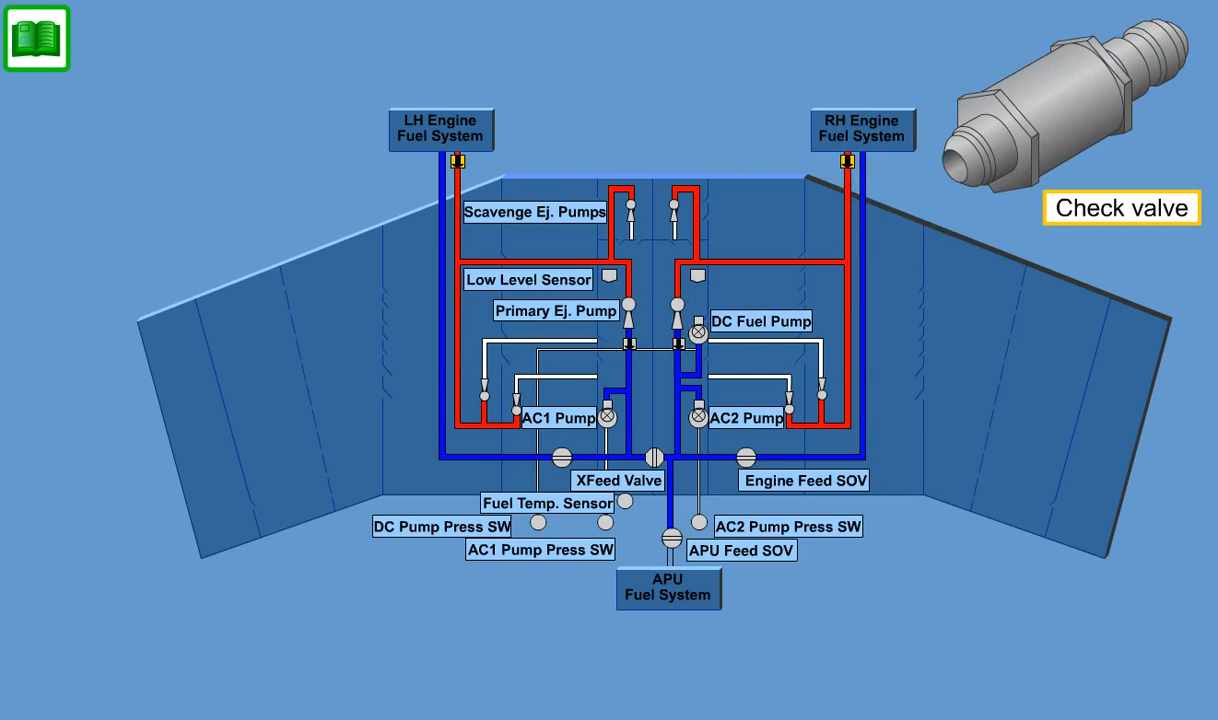 LH Engine
Fuel System
RH Engine
Fuel System
Check valve
Scavenge Ej. Pumps
Low Level Sensor
Primary Ej. Pump
DC Fuel Pump
AC1 Pump
AC2 Pump
XFeed Valve
Engine Feed SOV
Fuel Temp. Sensor
DC Pump Press SW
AC2 Pump Press SW
AC1 Pump Press SW
APU Feed SOV
APU
Fuel System